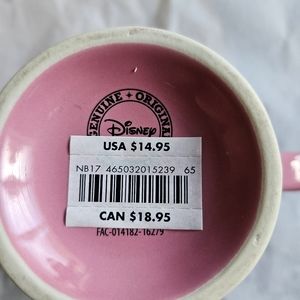 GENUINE • ORIGINAL
Disney
USA $14.95
NB17 465032015239 65
CAN $18.95
FAC-014182-16279